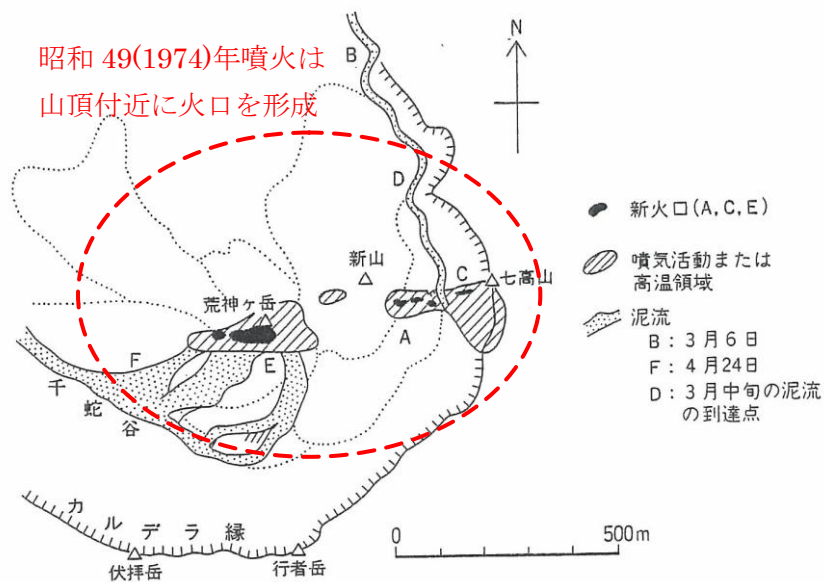 昭和 49(1974)年噴火は
山頂付近に火口を形成
N
B
D
新火口(A,C,E)
新山
C
七高山
噴気活動または
高温領域
荒神ヶ岳
A
泥流
B：3月6日
F：4月24日
D：3月中旬の泥流
の到達点
F
E
千蛇谷
カルデラ縁
0 500m
伏拝岳
行者岳